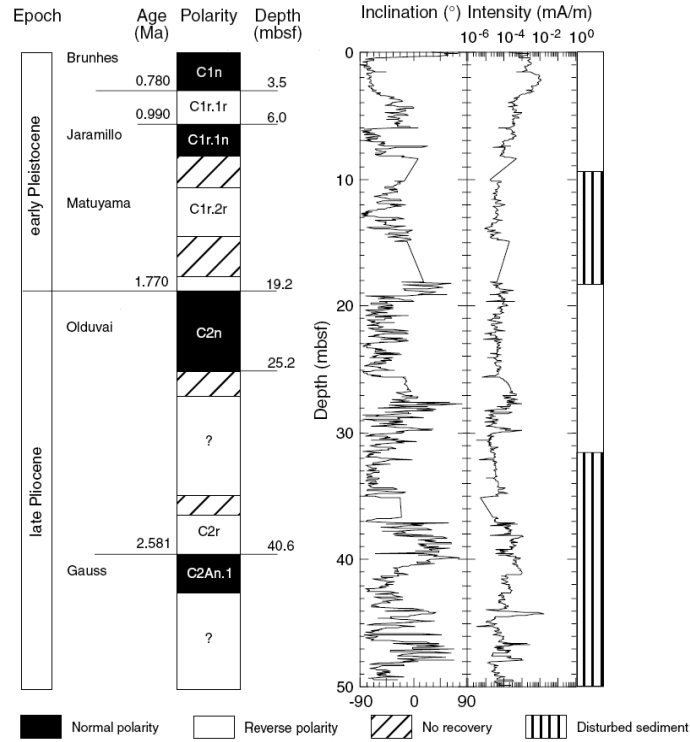 Epoch Age (Ma) Polarity Depth (mbsf)
Brunhes
C1n
0.780 3.5
C1r.1r
0.990 6.0
Jaramillo C1r.1n
Matuyama C1r.2r
early Pleistocene
1.770 19.2
Olduvai C2n
25.2
?
late Pliocene
C2r
2.581 40.6
Gauss C2An.1
?
Inclination (°) Intensity (mA/m)
10-6 10-4 10-2 100
0
10
20
30
40
50
Depth (mbsf)
-90 0 90
Normal polarity Reverse polarity No recovery Disturbed sediment